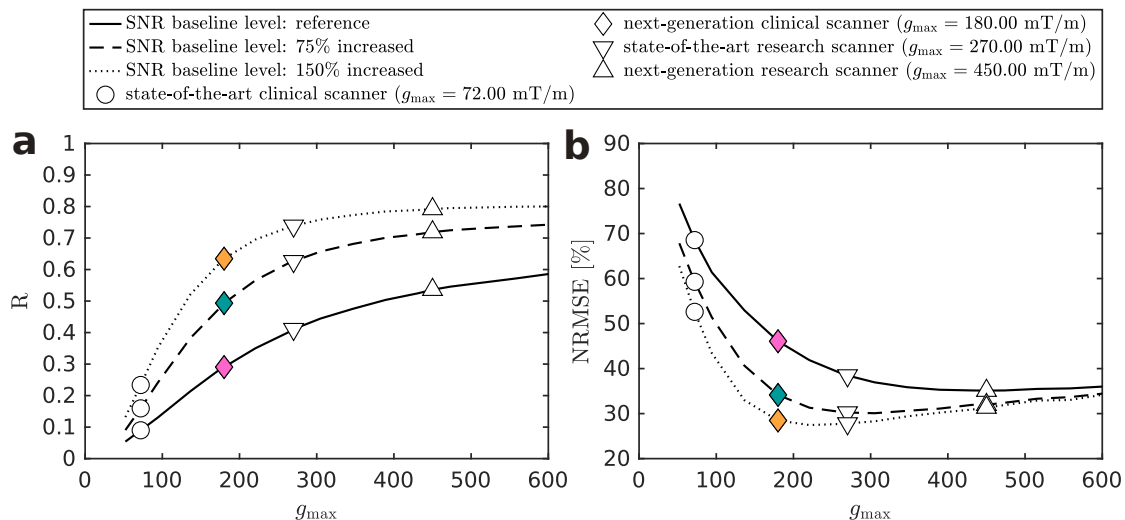 SNR baseline level: reference
SNR baseline level: 75% increased
SNR baseline level: 150% increased
state-of-the-art clinical scanner (gmax = 72.00 mT/m)
next-generation clinical scanner (gmax = 180.00 mT/m)
state-of-the-art research scanner (gmax = 270.00 mT/m)
next-generation research scanner (gmax = 450.00 mT/m)
a
R
1
0.9
0.8
0.7
0.6
0.5
0.4
0.3
0.2
0.1
0
0 100 200 300 400 500 600
gmax
b
NRMSE [%]
90
80
70
60
50
40
30
20
0 100 200 300 400 500 600
gmax